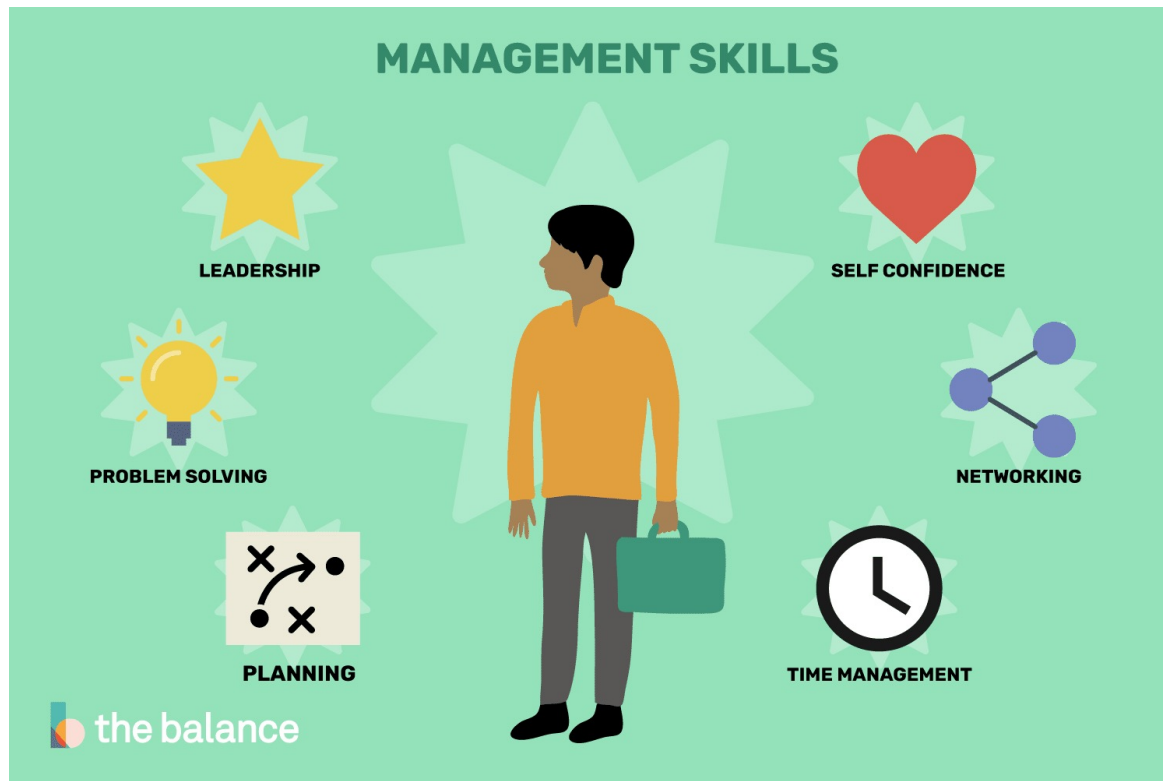 MANAGEMENT SKILLS
LEADERSHIP
SELF CONFIDENCE
PROBLEM SOLVING
NETWORKING
PLANNING
TIME MANAGEMENT
the balance